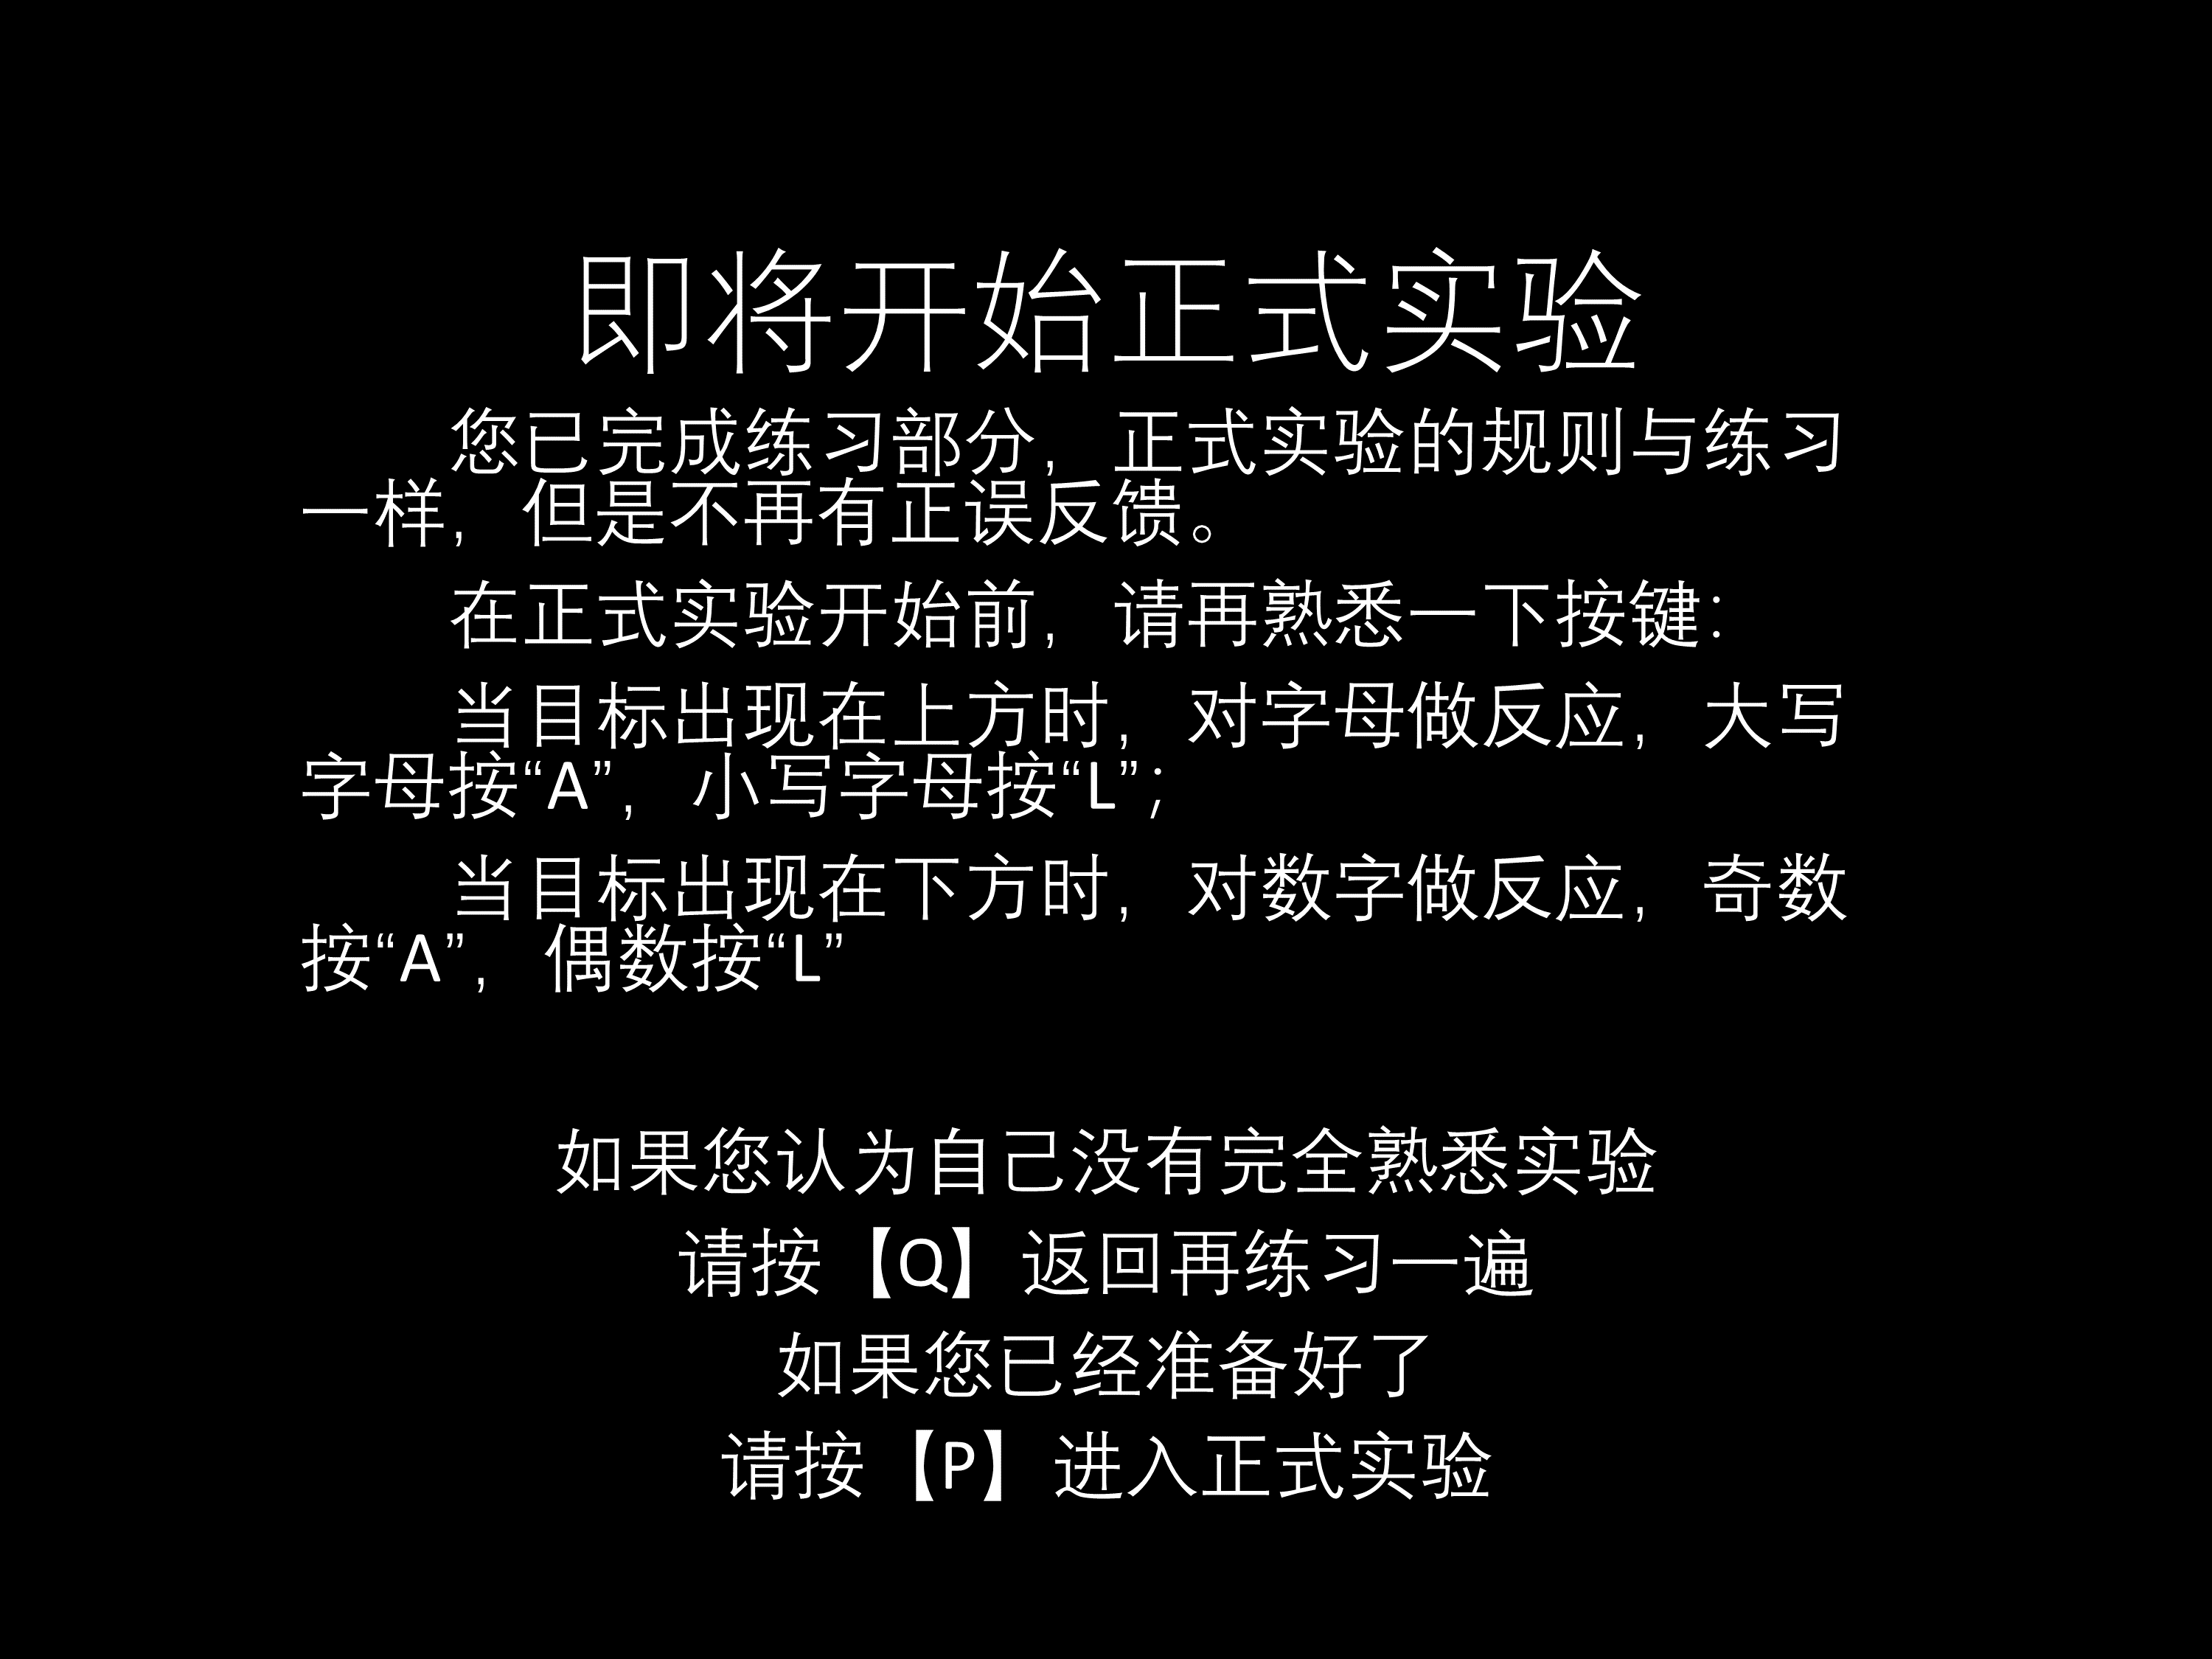 即将开始正式实验
您已完成练习部分，正式实验的规则与练习
一样，但是不再有正误反馈。
在正式实验开始前，请再熟悉一下按键：
当目标出现在上方时，对字母做反应，大写
字母按“A”，小写字母按“L”；
当目标出现在下方时，对数字做反应，奇数
按“A”，偶数按“L”
如果您认为自己没有完全熟悉实验
请按【Q】返回再练习一遍
如果您已经准备好了
请按【P】进入正式实验